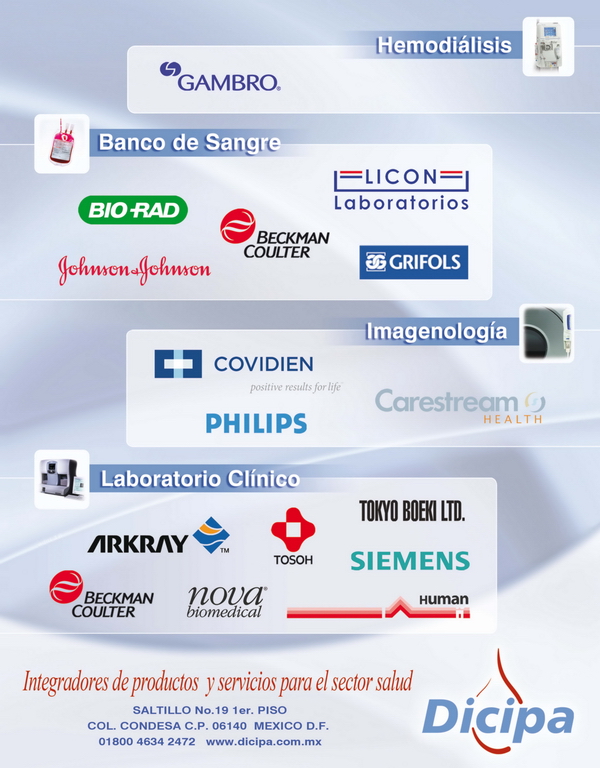 Hemodiálisis
GAMBRO®
Banco de Sangre
LICON
Laboratorios
BIO-RAD
BECKMAN
COULTER
Johnson & Johnson
GRIFOLS
Imagenología
COVIDIEN
positive results for life™
Carestream
HEALTH
PHILIPS
Laboratorio Clínico
TOKYO BOEKI LTD.
ARKRAY™
TOSOH
SIEMENS
BECKMAN
COULTER
nova®
biomedical
Human
Integradores de productos y servicios para el sector salud
Dicipa
SALTILLO No.19 1er. PISO
COL. CONDESA C.P. 06140 MEXICO D.F.
01800 4634 2472 www.dicipa.com.mx